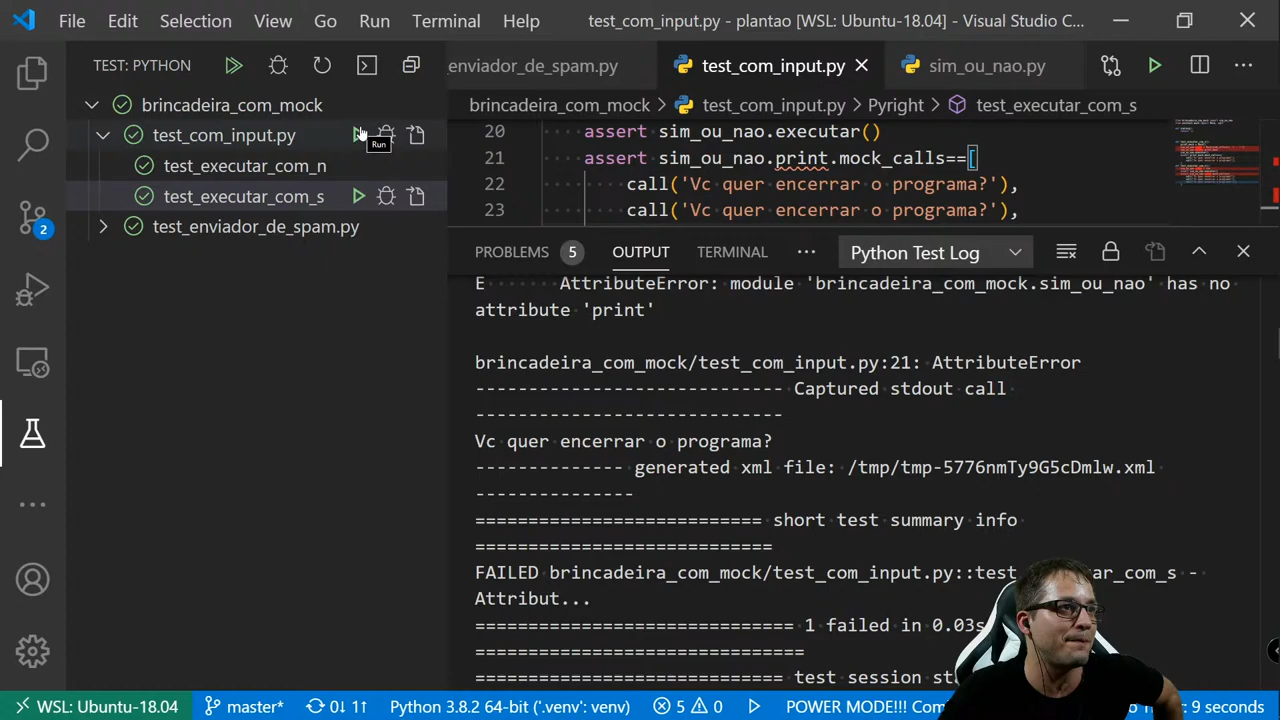 File Edit Selection View Go Run Terminal Help test_com_input.py - plantao [WSL: Ubuntu-18.04] - Visual Studio C...
TEST: PYTHON
enviador_de_spam.py test_com_input.py sim_ou_nao.py
brincadeira_com_mock
test_com_input.py
Run
test_executar_com_n
test_executar_com_s
test_enviador_de_spam.py
2
brincadeira_com_mock > test_com_input.py > Pyright > test_executar_com_s
20 assert sim_ou_nao.executar()
21 assert sim_ou_nao.print.mock_calls==[
22 call('Vc quer encerrar o programa?'),
23 call('Vc quer encerrar o programa?'),
PROBLEMS 5 OUTPUT TERMINAL ... Python Test Log
E AttributeError: module 'brincadeira_com_mock.sim_ou_nao' has no
attribute 'print'
brincadeira_com_mock/test_com_input.py:21: AttributeError
----------------------------- Captured stdout call
-----------------------------
Vc quer encerrar o programa?
-------------- generated xml file: /tmp/tmp-5776nmTy9G5cDmlw.xml
---------------
=========================== short test summary info
============================
FAILED brincadeira_com_mock/test_com_input.py::test_ ar_com_s -
Attribut...
============================== 1 failed in 0.03s
===============================
============================= test session st
WSL: Ubuntu-18.04 master* 0↓ 1↑ Python 3.8.2 64-bit ('.venv': venv) 5 0 POWER MODE!!! Com : 9 seconds